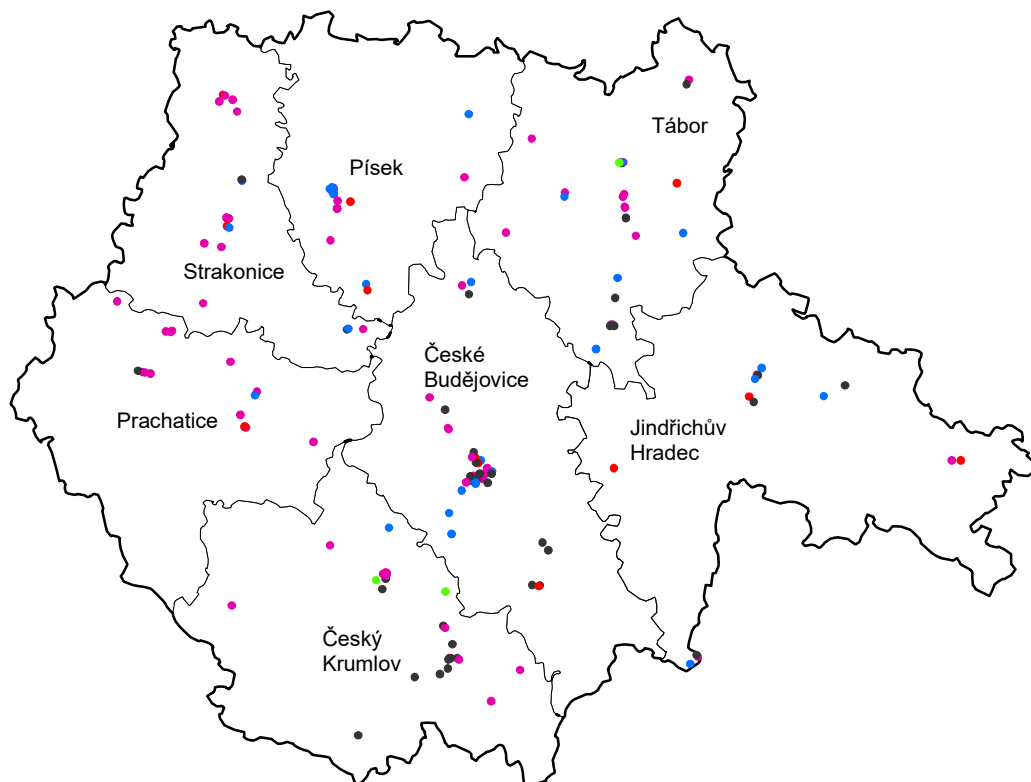 Tábor
Písek
Strakonice
České
Budějovice
Prachatice
Jindřichův
Hradec
Český
Krumlov